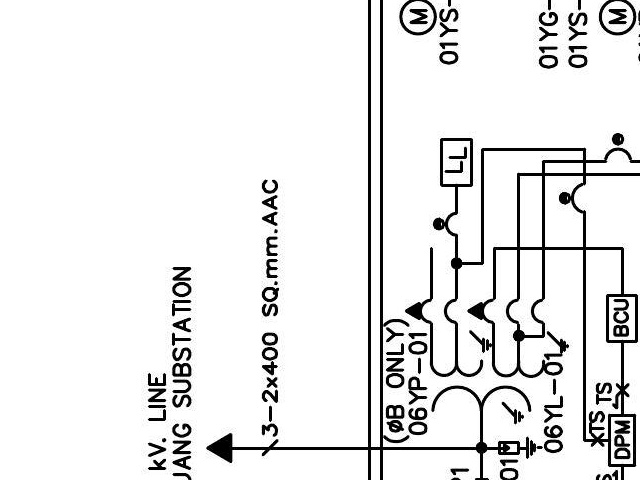 kV. LINE
SUBSTATION
3-2x400 SQ.mm.AAC
(øB ONLY)
06YP-01
06YL-01
LL
M
01YS-
01YG-
01YS-
M
BCU
DPM
XTS
TS